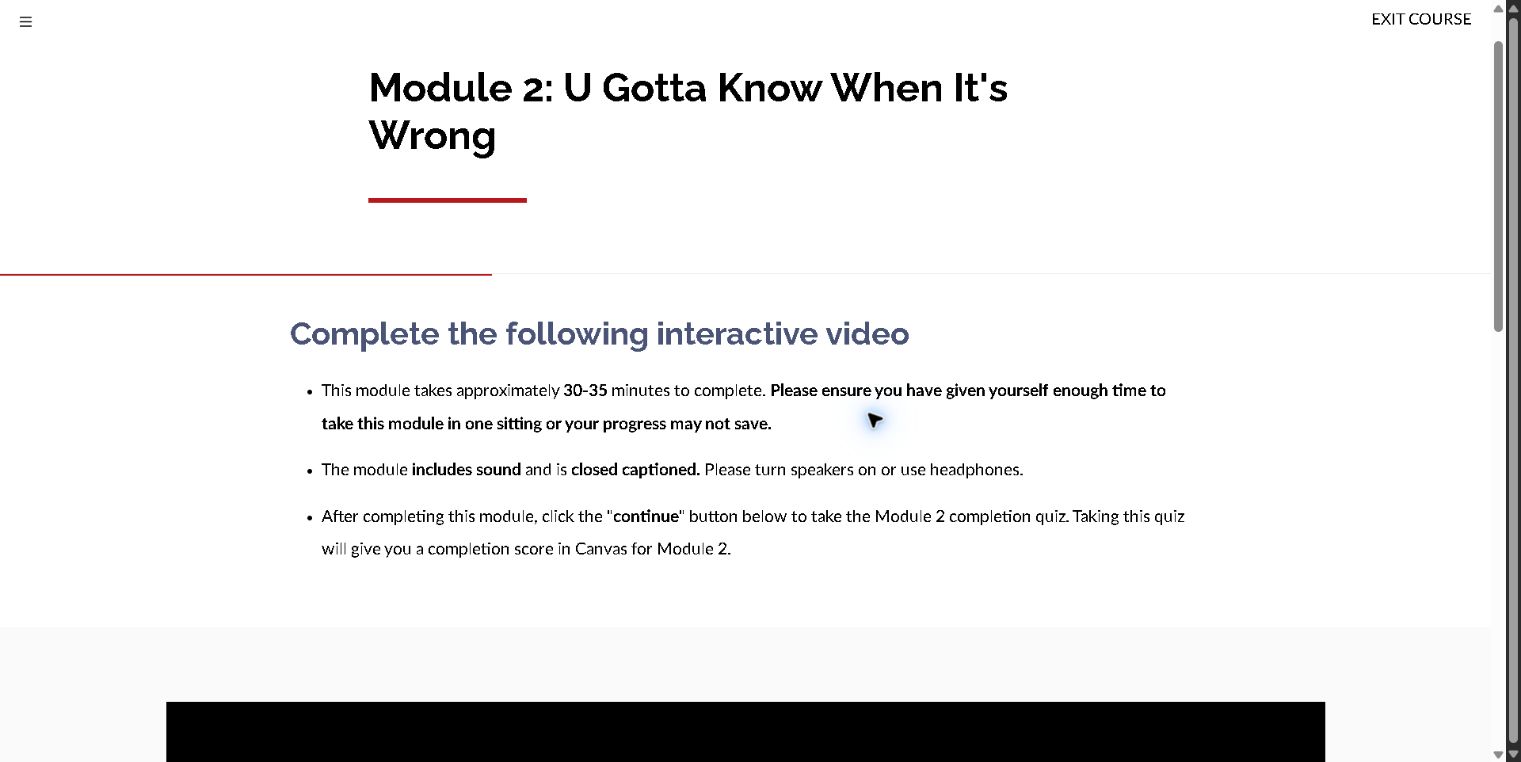 EXIT COURSE
Module 2: U Gotta Know When It's
Wrong
Complete the following interactive video
• This module takes approximately 30-35 minutes to complete. Please ensure you have given yourself enough time to
take this module in one sitting or your progress may not save.
• The module includes sound and is closed captioned. Please turn speakers on or use headphones.
• After completing this module, click the "continue" button below to take the Module 2 completion quiz. Taking this quiz
will give you a completion score in Canvas for Module 2.